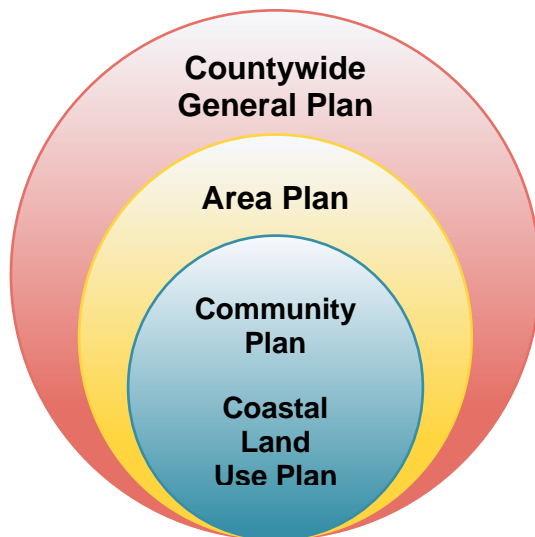 Countywide
General Plan
Area Plan
Community
Plan
Coastal
Land
Use Plan